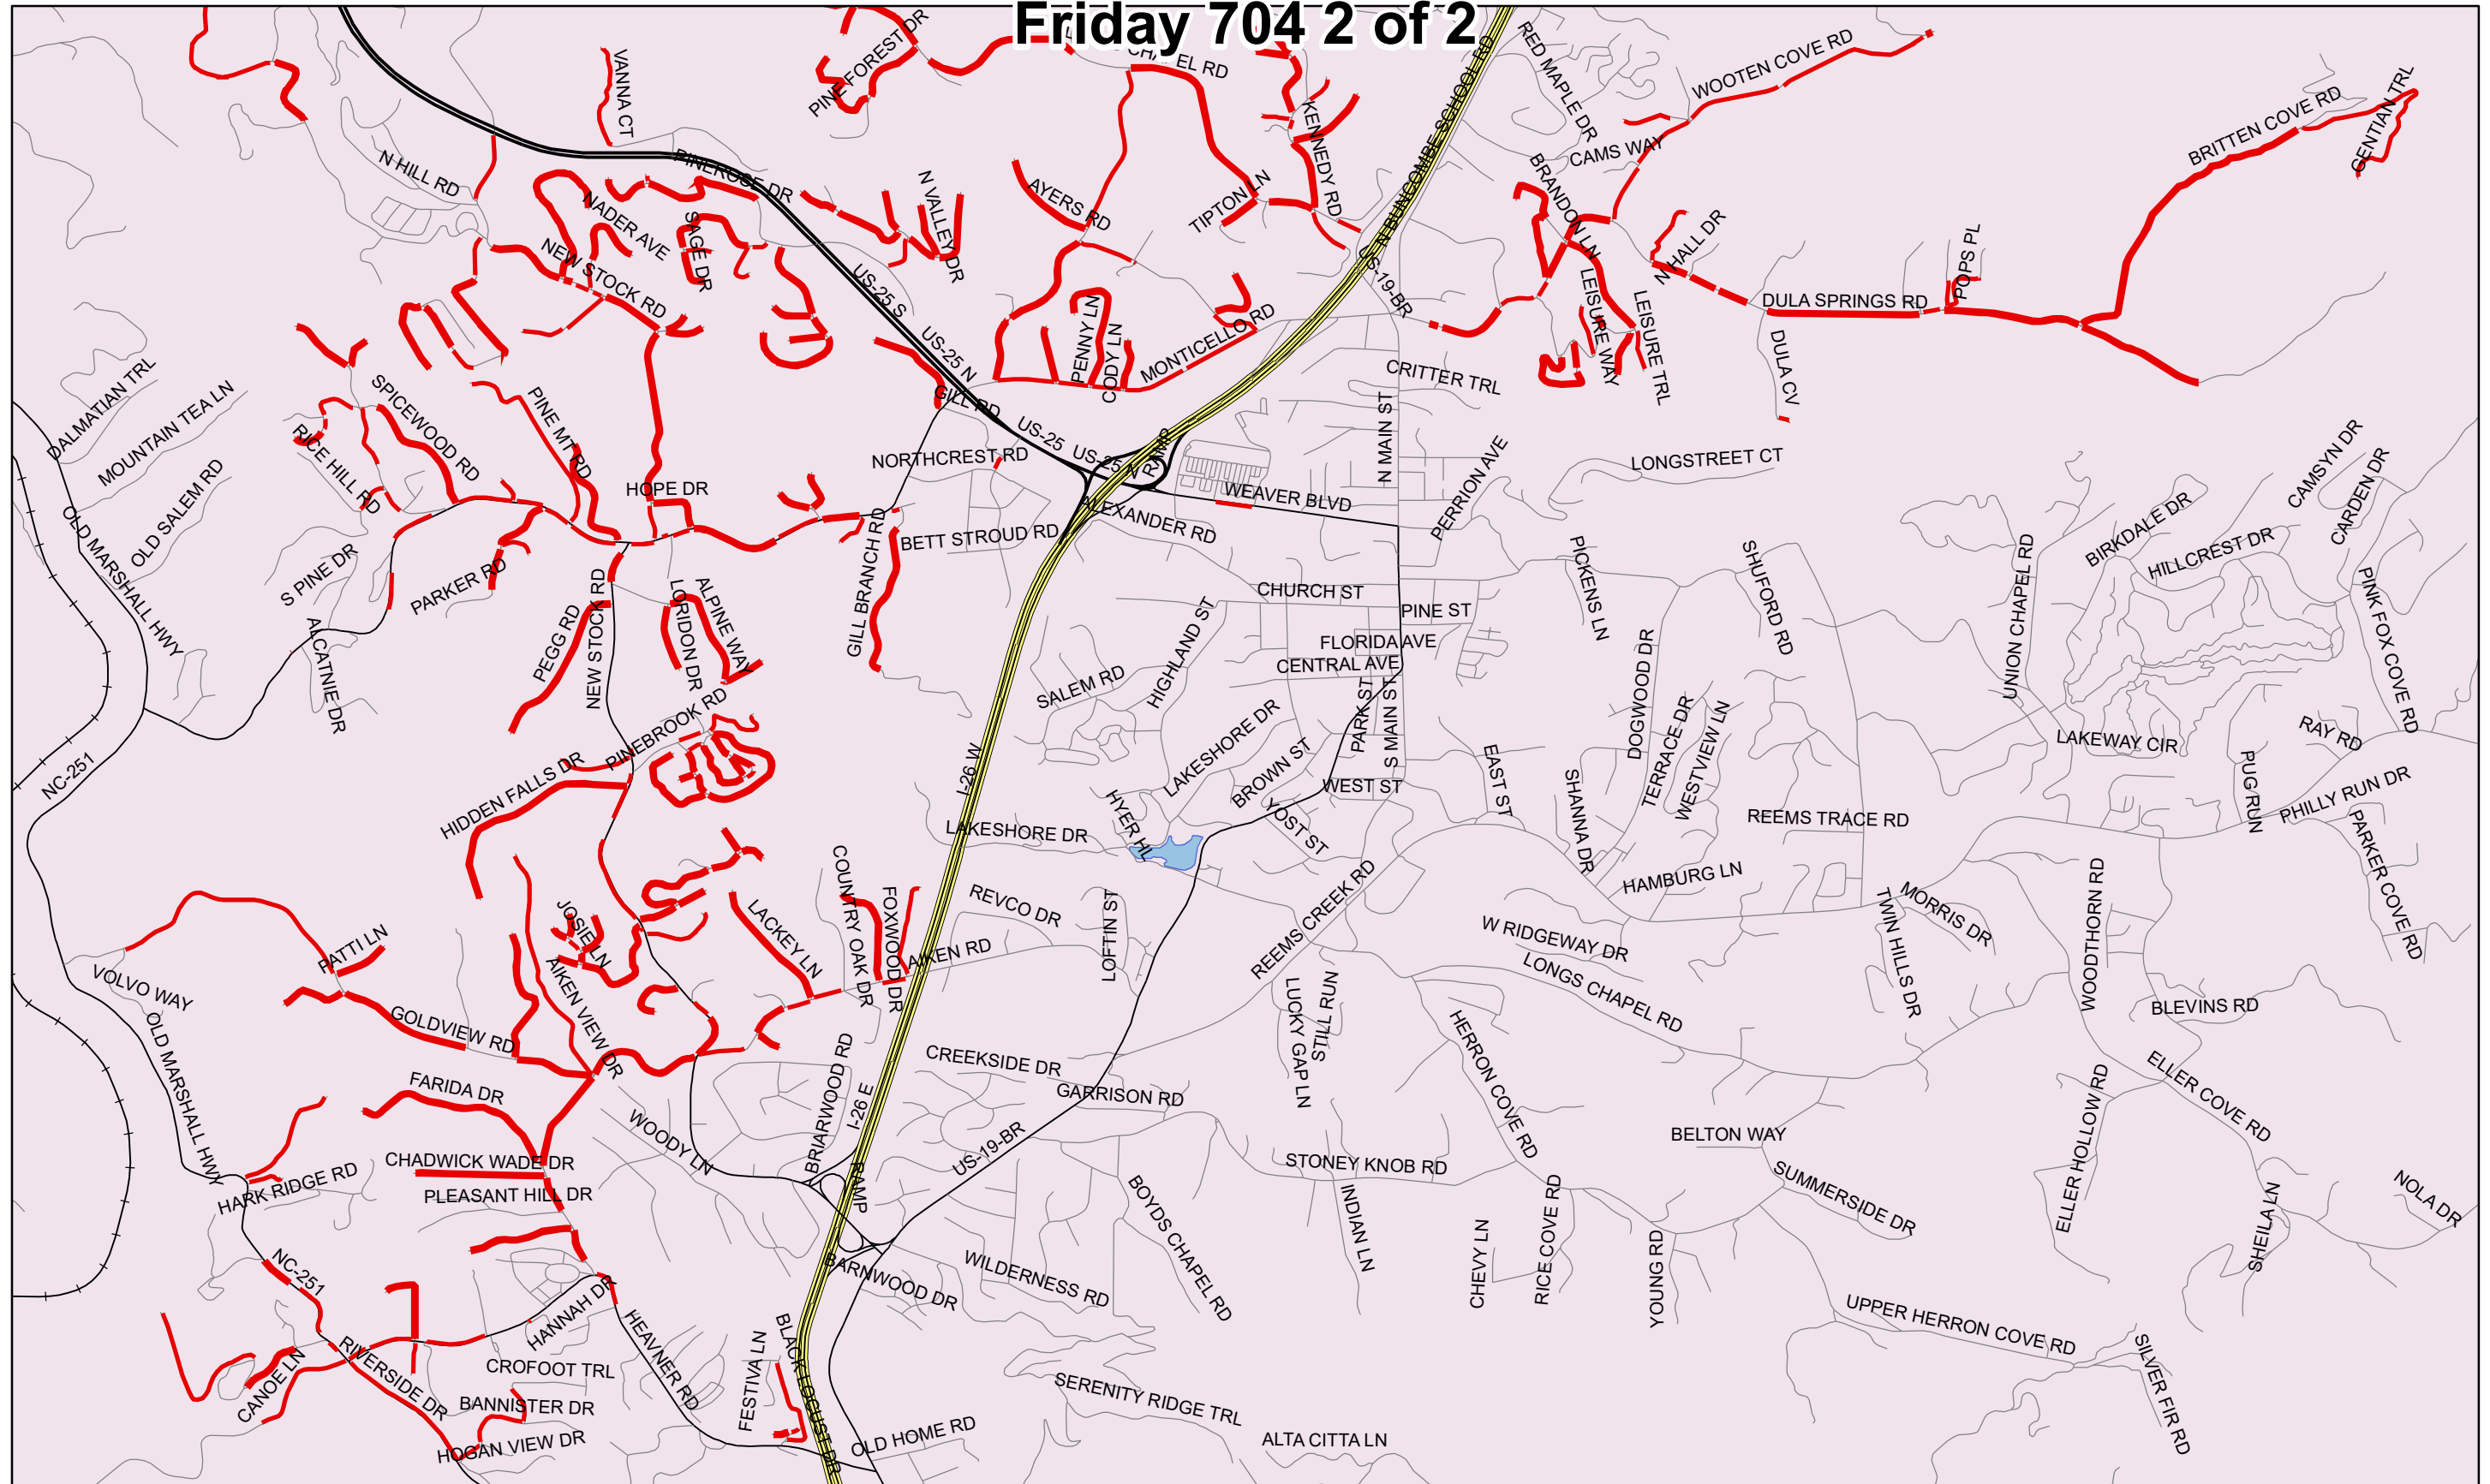 Friday 704 2 of 2
PINE FOREST DR
CHAPEL RD
RED MAPLE DR
WOOTEN COVE RD
VANNA CT
N BUNCOMBE SCHOOL RD
BRITTEN COVE RD
GENTIAN TRL
N HILL RD
PINEROSE DR
KENNEDY RD
CAMS WAY
BRANDON LN
NADER AVE
SAGE DR
N VALLEY DR
AYERS RD
TIPTON LN
N HALL DR
POPS PL
NEW STOCK RD
US-25 S
US-19-BR
LEISURE WAY
LEISURE TRL
DULA SPRINGS RD
US-25 N
PENNY LN
CODY LN
MONTICELLO RD
DULA CV
DALMATIAN TRL
MOUNTAIN TEA LN
SPICEWOOD RD
PINE MT RD
GILL RD
CRITTER TRL
RICE HILL RD
OLD SALEM RD
US-25
US-25 N
RAMP
N MAIN ST
NORTHCREST RD
LONGSTREET CT
CAMSYN DR
CARDEN DR
HOPE DR
WEAVER BLVD
PERRION AVE
BIRKDALE DR
OLD MARSHALL HWY
S PINE DR
PARKER RD
BETT STROUD RD
ALEXANDER RD
GILL BRANCH RD
PICKENS LN
SHUFORD RD
UNION CHAPEL RD
HILLCREST DR
PINK FOX COVE RD
ALCATNIE DR
PEGG RD
NEW STOCK RD
LORIDON DR
ALPINE WAY
CHURCH ST
PINE ST
HIGHLAND ST
FLORIDA AVE
CENTRAL AVE
SALEM RD
PARK ST
S MAIN ST
DOGWOOD DR
TERRACE DR
WESTVIEW LN
LAKEWAY CIR
RAY RD
NC-251
PINEBROOK RD
HIDDEN FALLS DR
I-26 W
LAKESHORE DR
BROWN ST
WEST ST
EAST ST
SHANNA DR
REEMS TRACE RD
PUG RUN
PHILLY RUN DR
LAKESHORE DR
HYER HL
YOST ST
PARKER COVE RD
COUNTRY OAK DR
FOXWOOD DR
REVCO DR
LOFTIN ST
REEMS CREEK RD
HAMBURG LN
MORRIS DR
TWIN HILLS DR
WOODTHORN RD
JOSIE LN
LACKEY LN
AIKEN RD
W RIDGEWAY DR
PATTI LN
VOLVO WAY
AIKEN VIEW DR
LONGS CHAPEL RD
GOLDVIEW RD
LUCKY GAP LN
STILL RUN
BLEVINS RD
OLD MARSHALL HWY
FARIDA DR
BRIARWOOD RD
CREEKSIDE DR
GARRISON RD
HERRON COVE RD
ELLER COVE RD
I-26 E
WOODY LN
US-19-BR
BELTON WAY
ELLER HOLLOW RD
CHADWICK WADE DR
HARK RIDGE RD
PLEASANT HILL DR
RAMP
STONEY KNOB RD
SUMMERSIDE DR
NOLA DR
BOYDS CHAPEL RD
INDIAN LN
CHEVY LN
RICE COVE RD
YOUNG RD
SHEILA LN
NC-251
BARNWOOD DR
WILDERNESS RD
HANNAH DR
UPPER HERRON COVE RD
SILVER FIR RD
RIVERSIDE DR
CANOE LN
CROFOOT TRL
HEAVNER RD
FESTIVA LN
BLACK LOCUST DR
BANNISTER DR
SERENITY RIDGE TRL
HOGAN VIEW DR
OLD HOME RD
ALTA CITTA LN